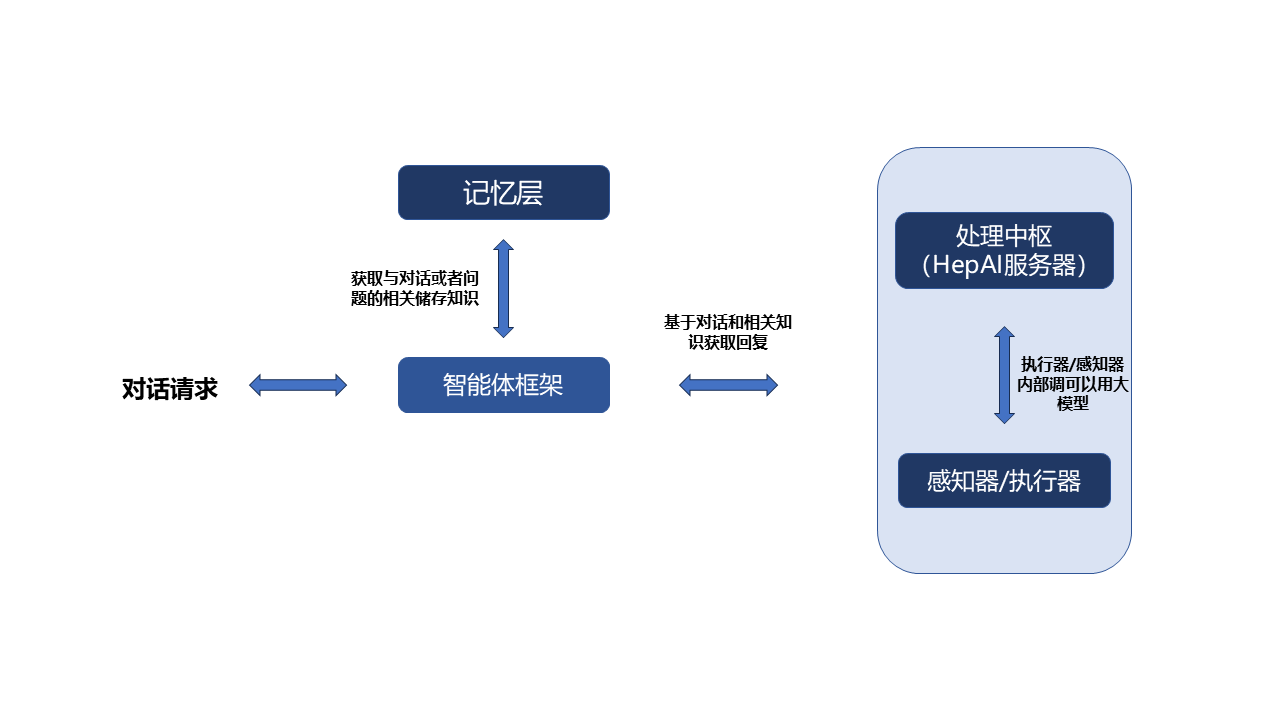 记忆层
获取与对话或者问
题的相关储存知识
对话请求
智能体框架
基于对话和相关知
识获取回复
处理中枢
（HepAI服务器）
执行器/感知器
内部调可以用大
模型
感知器/执行器